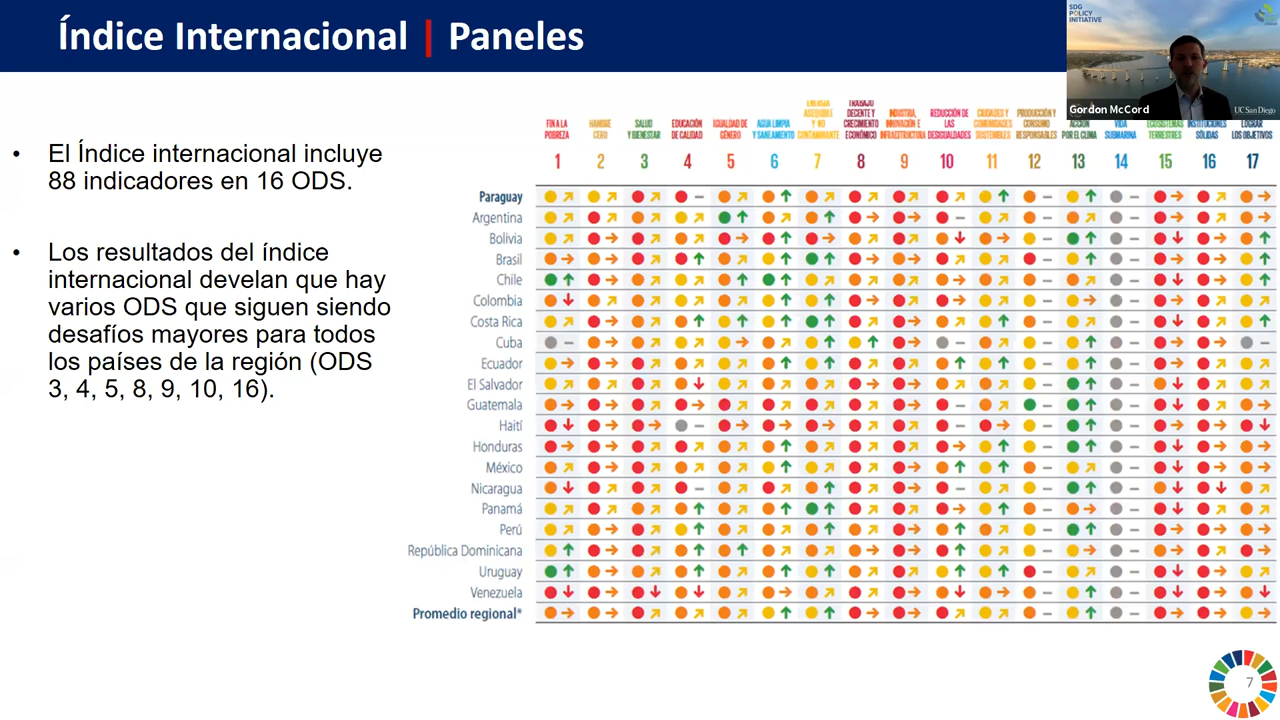 Índice Internacional | Paneles
SDG
POLICY
INITIATIVE
Gordon McCord
UC San Diego
• El Índice internacional incluye
88 indicadores en 16 ODS.
• Los resultados del índice
internacional develan que hay
varios ODS que siguen siendo
desafíos mayores para todos
los países de la región (ODS
3, 4, 5, 8, 9, 10, 16).
FIN A LA
POBREZA
HAMBRE
CERO
SALUD
Y BIENESTAR
EDUCACIÓN
DE CALIDAD
IGUALDAD DE
GÉNERO
AGUA LIMPIA
Y SANEAMIENTO
ENERGÍA
ASEQUIBLE
Y NO
CONTAMINANTE
TRABAJO
DECENTE Y
CRECIMIENTO
ECONÓMICO
INDUSTRIA,
INNOVACIÓN E
INFRAESTRUCTURA
REDUCCIÓN DE
LAS
DESIGUALDADES
CIUDADES Y
COMUNIDADES
SOSTENIBLES
PRODUCCIÓN Y
CONSUMO
RESPONSABLES
ACCIÓN
POR EL CLIMA
VIDA
SUBMARINA
ECOSISTEMAS
TERRESTRES
INSTITUCIONES
SÓLIDAS
LOGRAR
LOS OBJETIVOS
1 2 3 4 5 6 7 8 9 10 11 12 13 14 15 16 17
Paraguay
Argentina
Bolivia
Brasil
Chile
Colombia
Costa Rica
Cuba
Ecuador
El Salvador
Guatemala
Haití
Honduras
México
Nicaragua
Panamá
Perú
República Dominicana
Uruguay
Venezuela
Promedio regional*
7